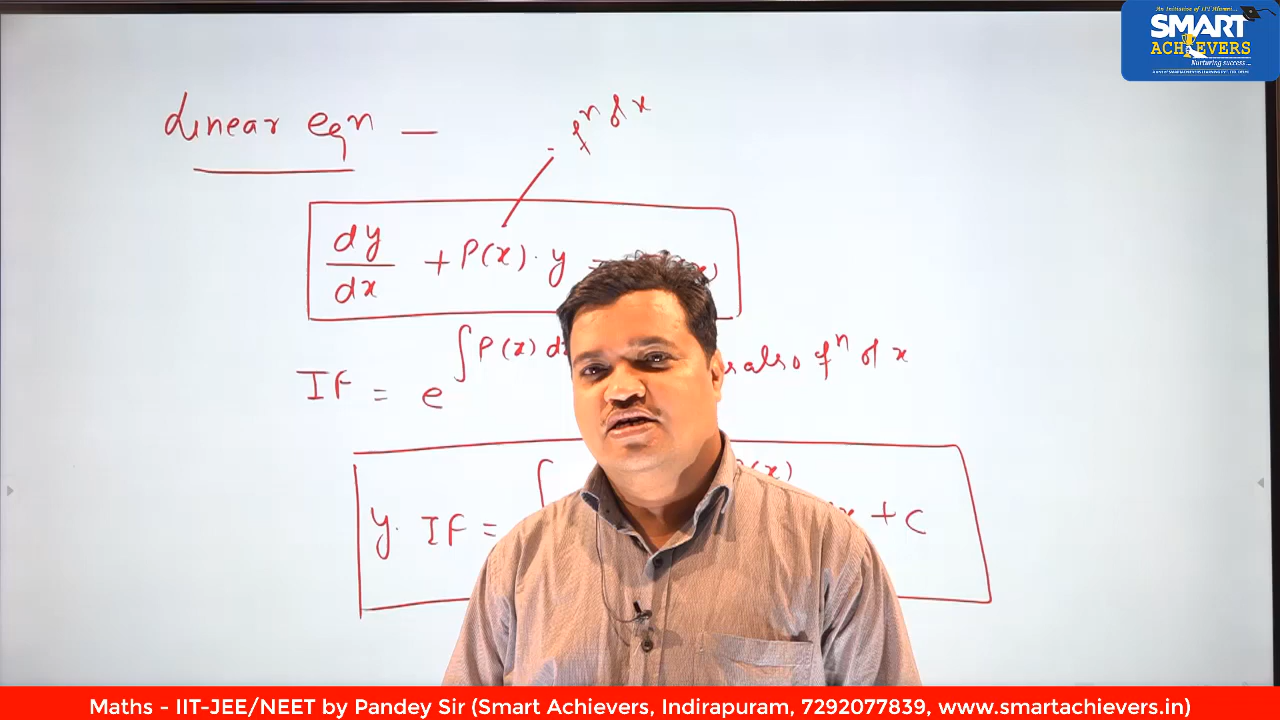 An Initiative of IIT Alumni...
SMART
ACHIEVERS
Nurturing success...
Linear eqn —
fⁿ of x
dy/dx + P(x) · y = x)
IF = e^∫P(x) d
also fⁿ of x
y · IF = ∫ (x) x + c
Maths - IIT-JEE/NEET by Pandey Sir (Smart Achievers, Indirapuram, 7292077839, www.smartachievers.in)